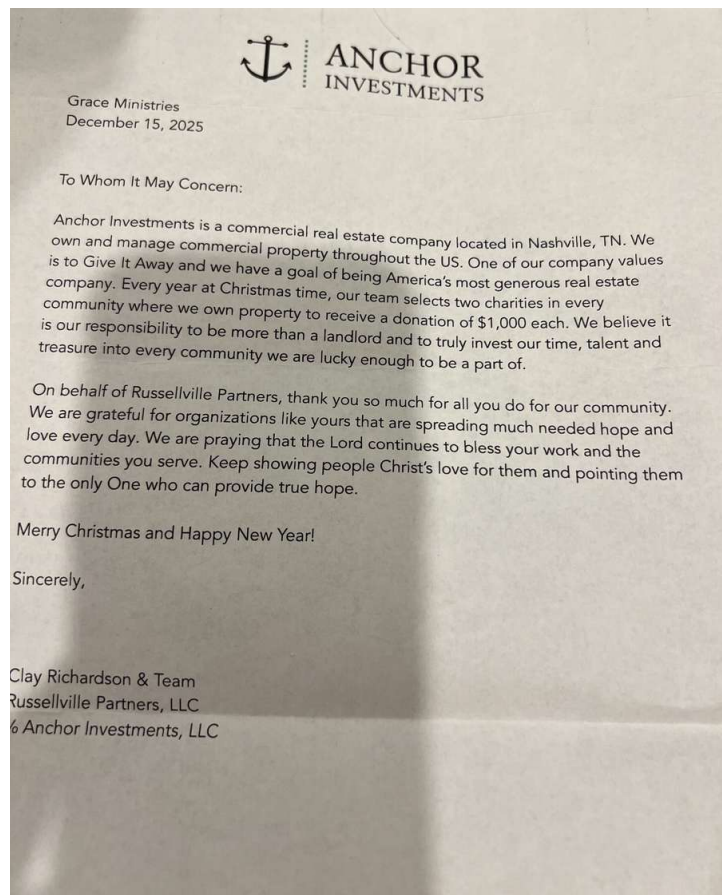 ANCHOR
INVESTMENTS
Grace Ministries
December 15, 2025
To Whom It May Concern:
Anchor Investments is a commercial real estate company located in Nashville, TN. We
own and manage commercial property throughout the US. One of our company values
is to Give It Away and we have a goal of being America's most generous real estate
company. Every year at Christmas time, our team selects two charities in every
community where we own property to receive a donation of $1,000 each. We believe it
is our responsibility to be more than a landlord and to truly invest our time, talent and
treasure into every community we are lucky enough to be a part of.
On behalf of Russellville Partners, thank you so much for all you do for our community.
We are grateful for organizations like yours that are spreading much needed hope and
love every day. We are praying that the Lord continues to bless your work and the
communities you serve. Keep showing people Christ's love for them and pointing them
to the only One who can provide true hope.
Merry Christmas and Happy New Year!
Sincerely,
Clay Richardson & Team
Russellville Partners, LLC
% Anchor Investments, LLC